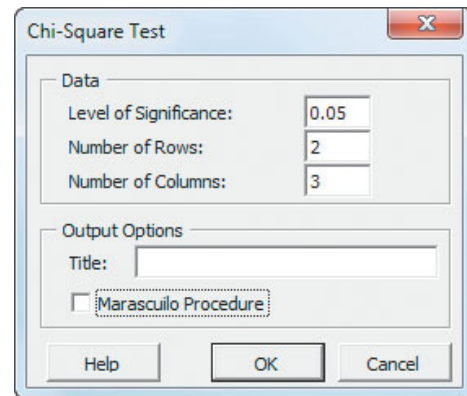 Chi-Square Test
Data
Level of Significance: 0.05
Number of Rows: 2
Number of Columns: 3
Output Options
Title:
Marascuilo Procedure
Help OK Cancel